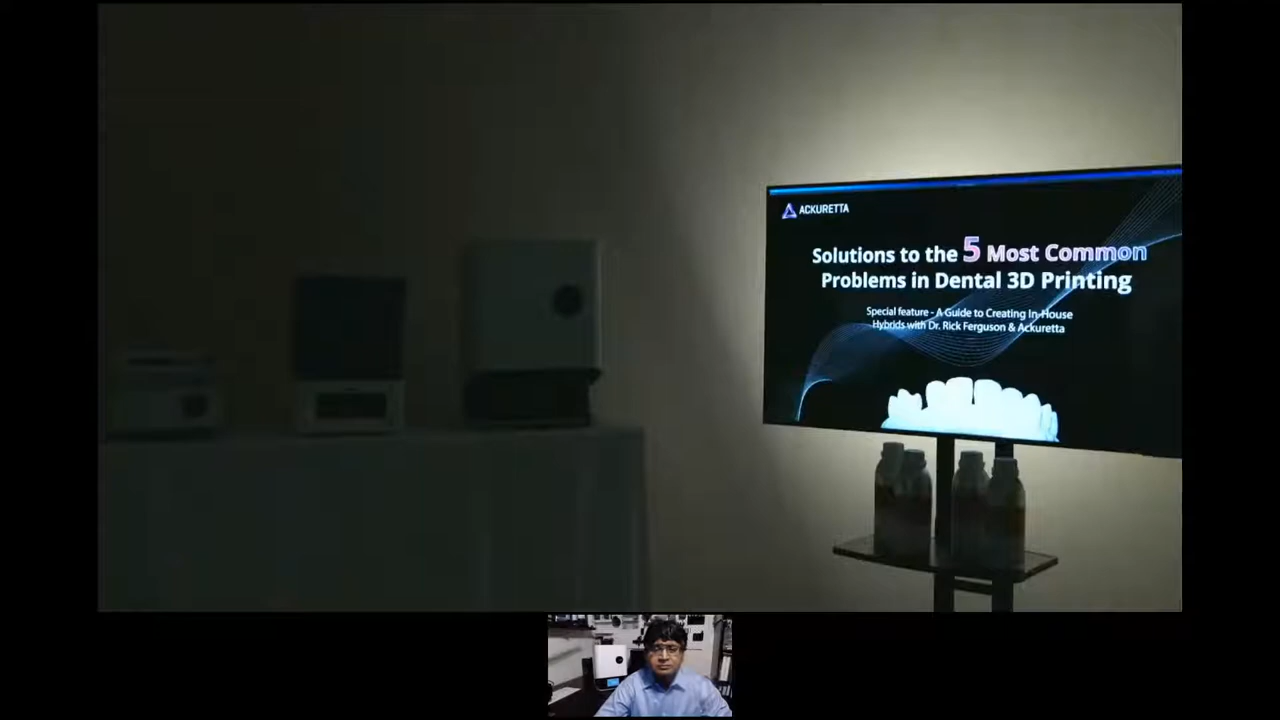 ACKURETTA
Solutions to the 5 Most Common
Problems in Dental 3D Printing
Special feature - A Guide to Creating In-House
Hybrids with Dr. Rick Ferguson & Ackuretta